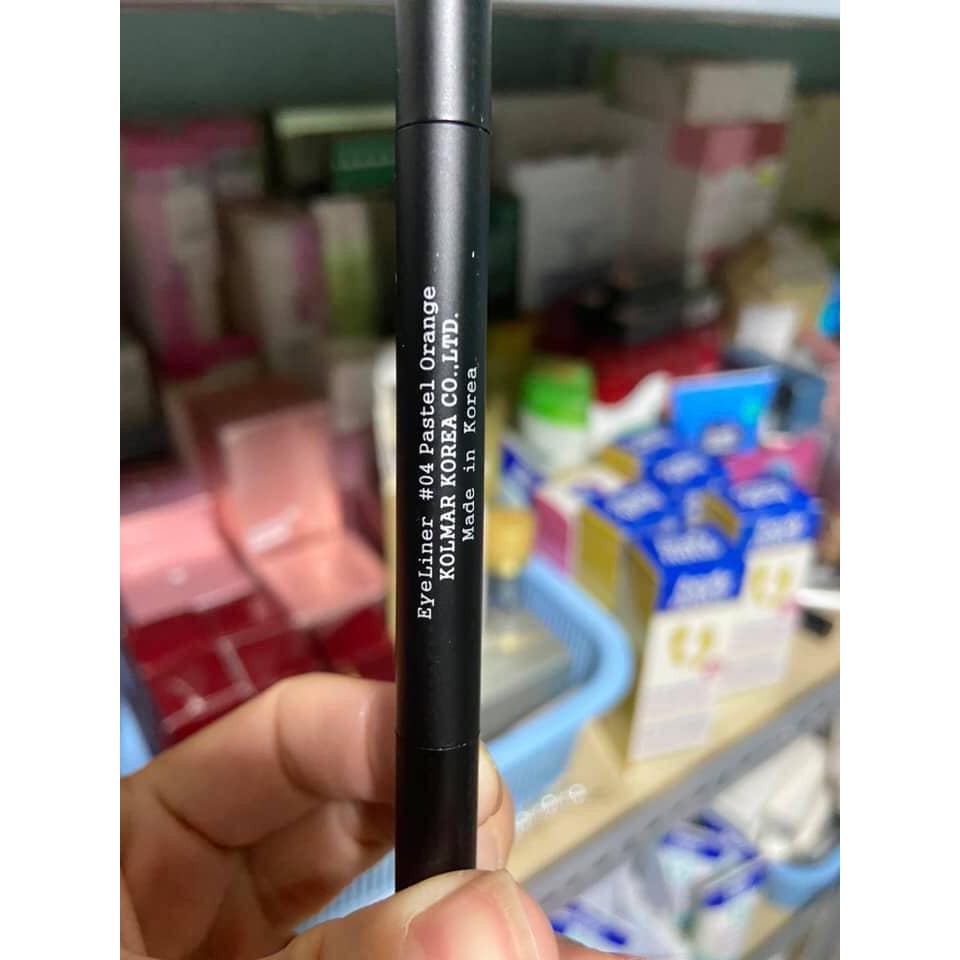 EyeLiner #04 Pastel Orange
KOLMAR KOREA CO.,LTD.
Made in Korea